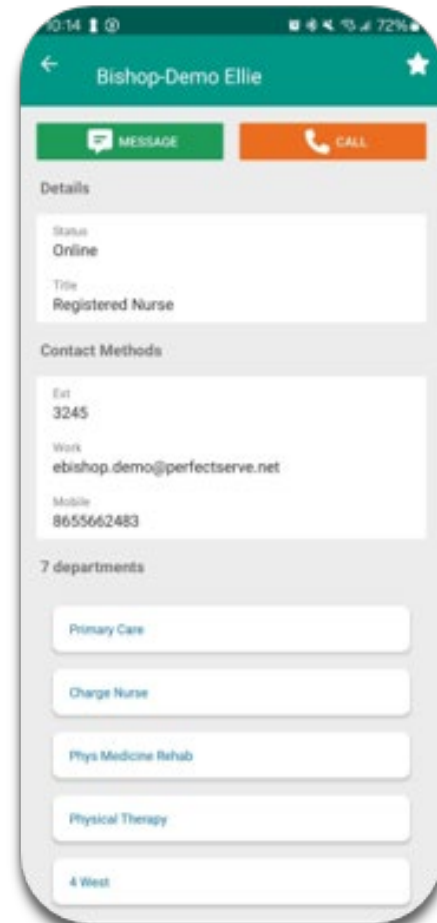 10:14
72%
Bishop-Demo Ellie
MESSAGE
CALL
Details
Status
Online
Title
Registered Nurse
Contact Methods
Ext
3245
Work
ebishop.demo@perfectserve.net
Mobile
8655662483
7 departments
Primary Care
Charge Nurse
Phys Medicine Rehab
Physical Therapy
4 West